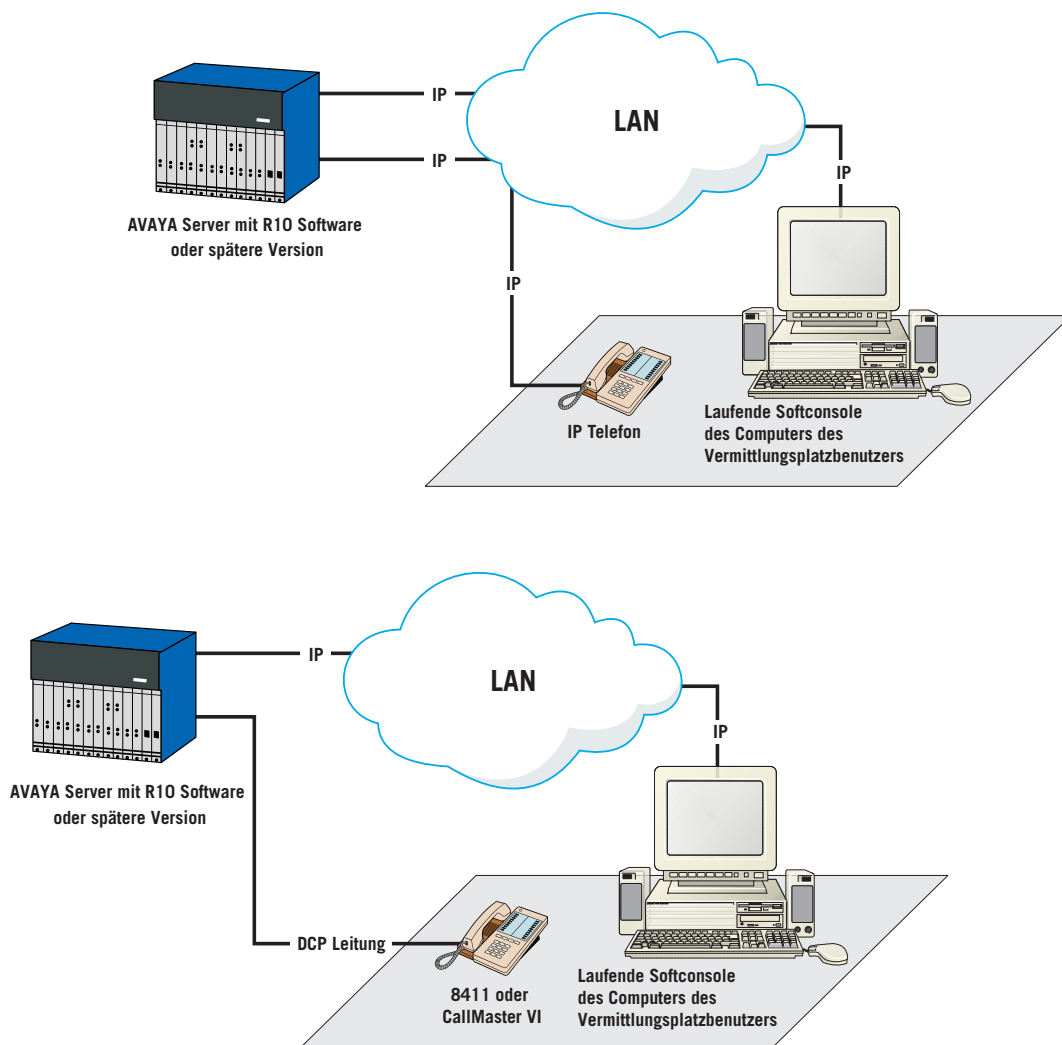 IP
LAN
IP
IP
AVAYA Server mit R10 Software
oder spätere Version
IP
IP Telefon
Laufende Softconsole
des Computers des
Vermittlungsplatzbenutzers
IP
LAN
IP
AVAYA Server mit R10 Software
oder spätere Version
DCP Leitung
8411 oder
CallMaster VI
Laufende Softconsole
des Computers des
Vermittlungsplatzbenutzers